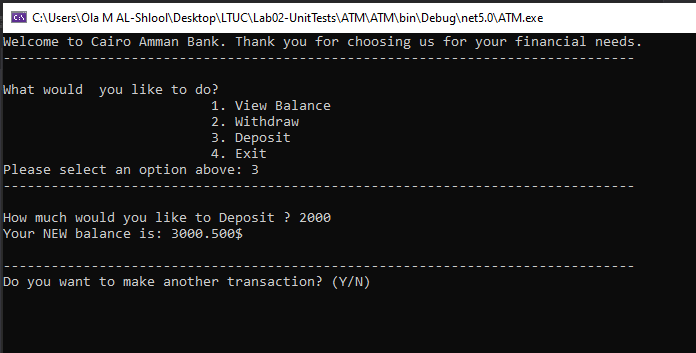 C:\Users\Ola M AL-Shlool\Desktop\LTUC\Lab02-UnitTests\ATM\ATM\bin\Debug\net5.0\ATM.exe
Welcome to Cairo Amman Bank. Thank you for choosing us for your financial needs.
-------------------------------------------------------------------------------
What would  you like to do?
1. View Balance
2. Withdraw
3. Deposit
4. Exit
Please select an option above: 3
-------------------------------------------------------------------------------
How much would you like to Deposit ? 2000
Your NEW balance is: 3000.500$
-------------------------------------------------------------------------------
Do you want to make another transaction? (Y/N)